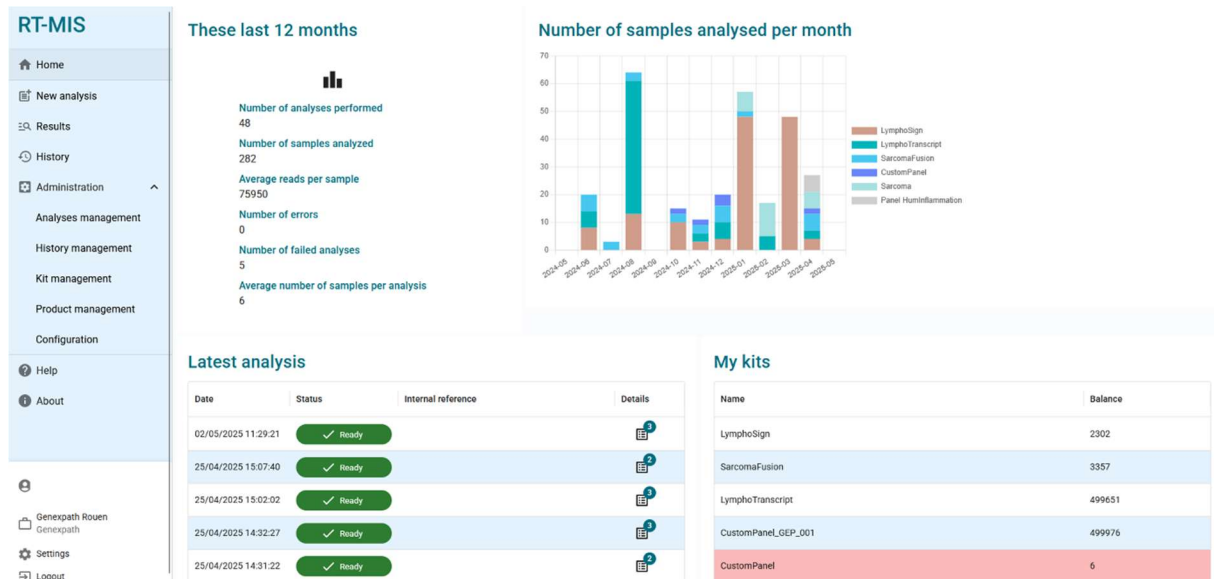 RT-MIS
Home
New analysis
Results
History
Administration
Analyses management
History management
Kit management
Product management
Configuration
Help
About
Genexpath Rouen
Genexpath
Settings
Logout
These last 12 months
Number of analyses performed
48
Number of samples analyzed
282
Average reads per sample
75950
Number of errors
0
Number of failed analyses
5
Average number of samples per analysis
6
Number of samples analysed per month
70
60
50
40
30
20
10
0
2024-05 2024-06 2024-07 2024-08 2024-09 2024-10 2024-11 2024-12 2025-01 2025-02 2025-03 2025-04 2025-05
LymphoSign
LymphoTranscript
SarcomaFusion
CustomPanel
Sarcoma
Panel HumInflammation
Latest analysis
Date Status Internal reference Details
02/05/2025 11:29:21 Ready 3
25/04/2025 15:07:40 Ready 2
25/04/2025 15:02:02 Ready 3
25/04/2025 14:32:27 Ready 3
25/04/2025 14:31:22 Ready 2
My kits
Name Balance
LymphoSign 2302
SarcomaFusion 3357
LymphoTranscript 499651
CustomPanel_GEP_001 499976
CustomPanel 6